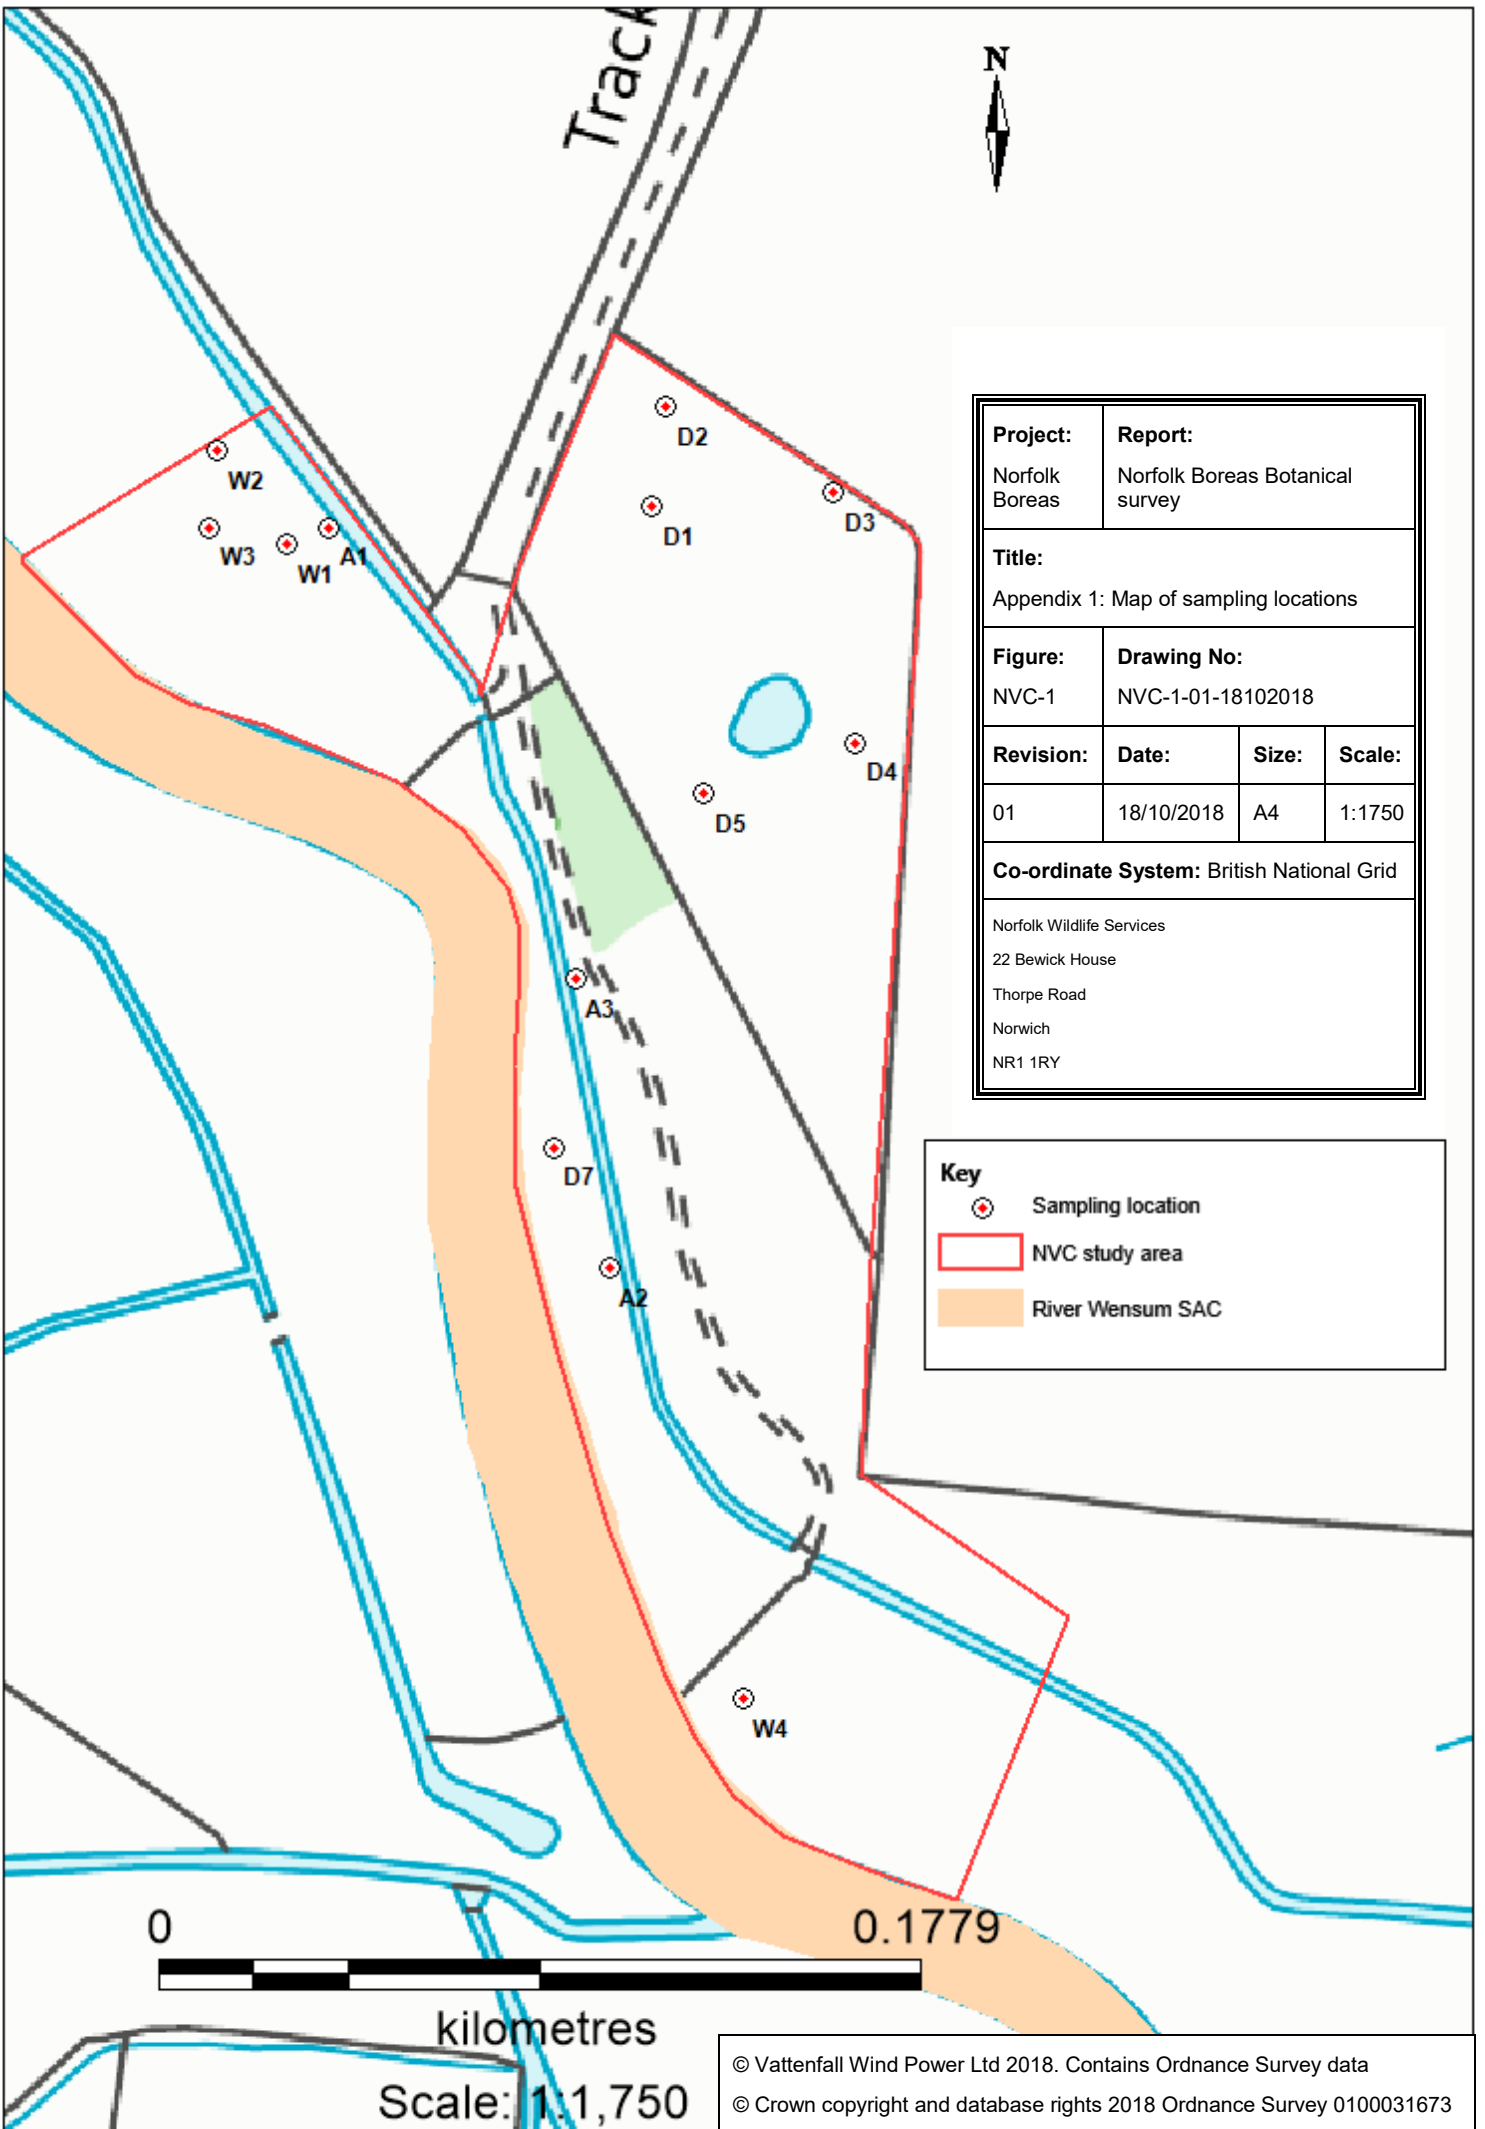 Track
N
D2
D1
D3
W2
W3
W1
A1
D4
D5
A3
D7
A2
W4
Project:
Norfolk
Boreas
Report:
Norfolk Boreas Botanical
survey
Title:
Appendix 1: Map of sampling locations
Figure:
NVC-1
Drawing No:
NVC-1-01-18102018
Revision:
Date:
Size:
Scale:
01
18/10/2018
A4
1:1750
Co-ordinate System: British National Grid
Norfolk Wildlife Services
22 Bewick House
Thorpe Road
Norwich
NR1 1RY
Key
Sampling location
NVC study area
River Wensum SAC
0
0.1779
kilometres
Scale: 1:1,750
© Vattenfall Wind Power Ltd 2018. Contains Ordnance Survey data
© Crown copyright and database rights 2018 Ordnance Survey 0100031673